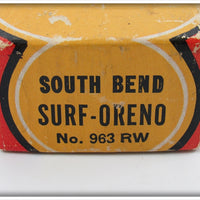 SOUTH BEND
SURF-ORENO
No. 963 RW